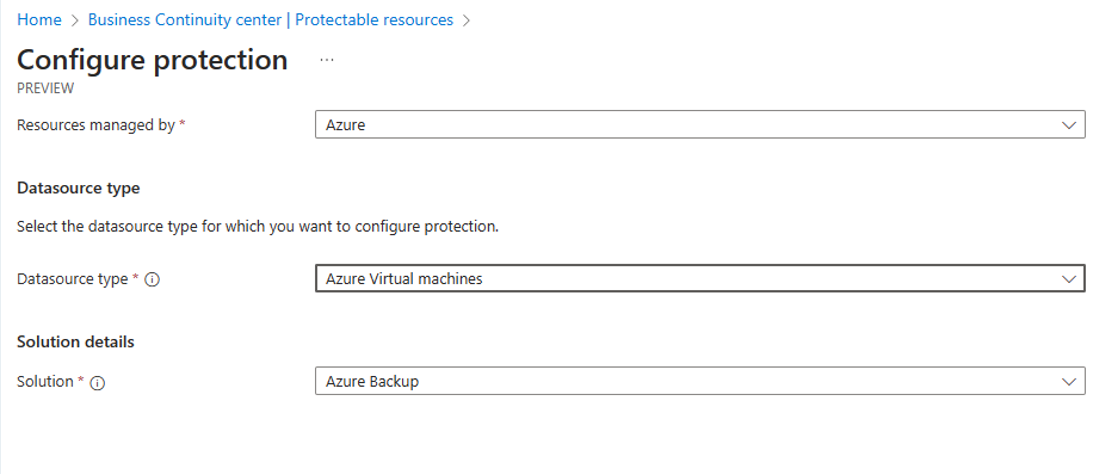 Home > Business Continuity center | Protectable resources >
Configure protection ...
PREVIEW
Resources managed by * Azure
Datasource type
Select the datasource type for which you want to configure protection.
Datasource type * Azure Virtual machines
Solution details
Solution * Azure Backup